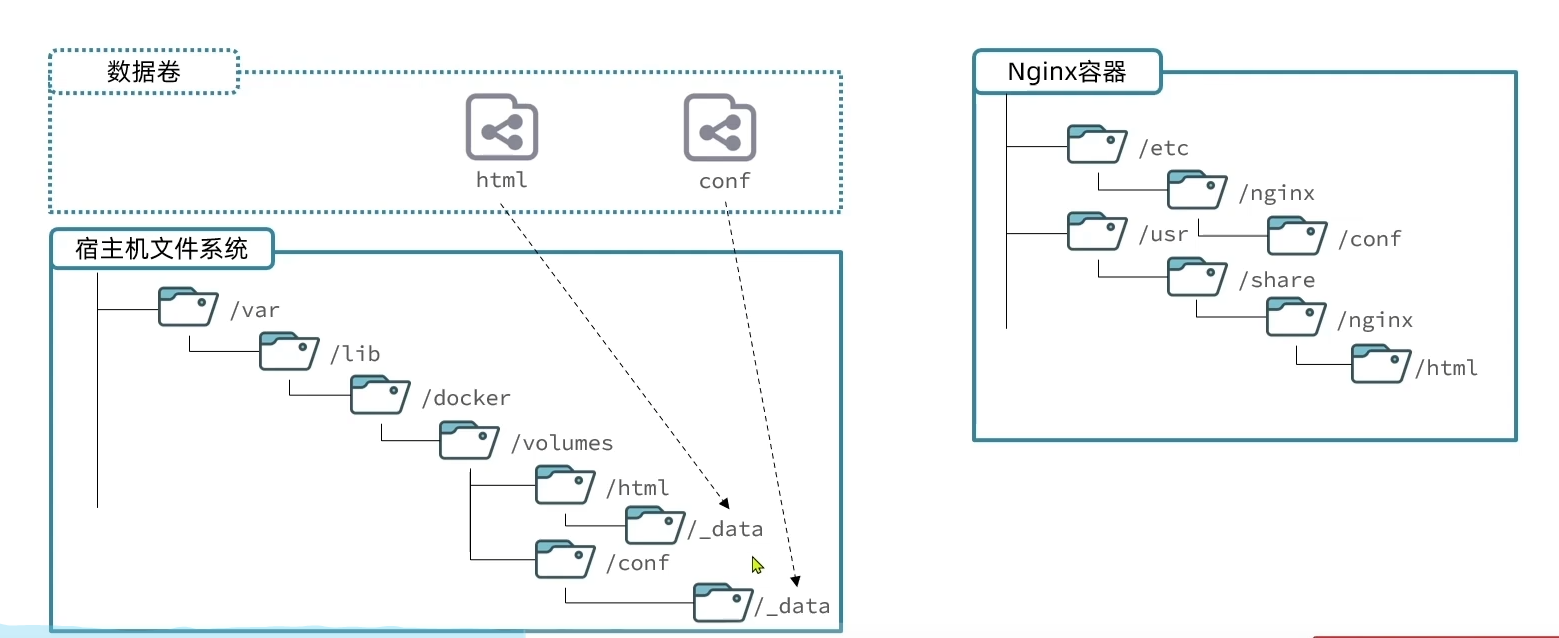 数据卷
html
conf
宿主机文件系统
/var
/lib
/docker
/volumes
/html
/_data
/conf
/_data
Nginx容器
/etc
/nginx
/conf
/usr
/share
/nginx
/html